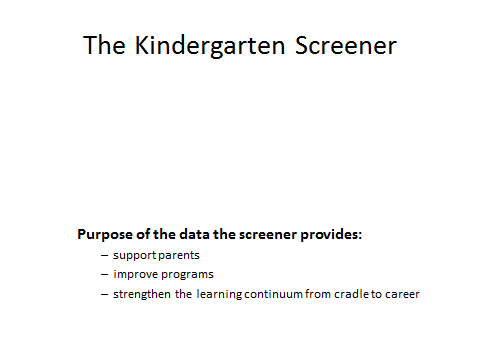 The Kindergarten Screener
Purpose of the data the screener provides:
– support parents
– improve programs
– strengthen the learning continuum from cradle to career